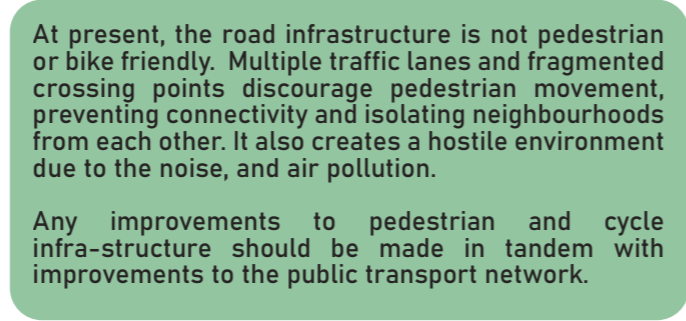 At present, the road infrastructure is not pedestrian
or bike friendly. Multiple traffic lanes and fragmented
crossing points discourage pedestrian movement,
preventing connectivity and isolating neighbourhoods
from each other. It also creates a hostile environment
due to the noise, and air pollution.
Any improvements to pedestrian and cycle
infra-structure should be made in tandem with
improvements to the public transport network.